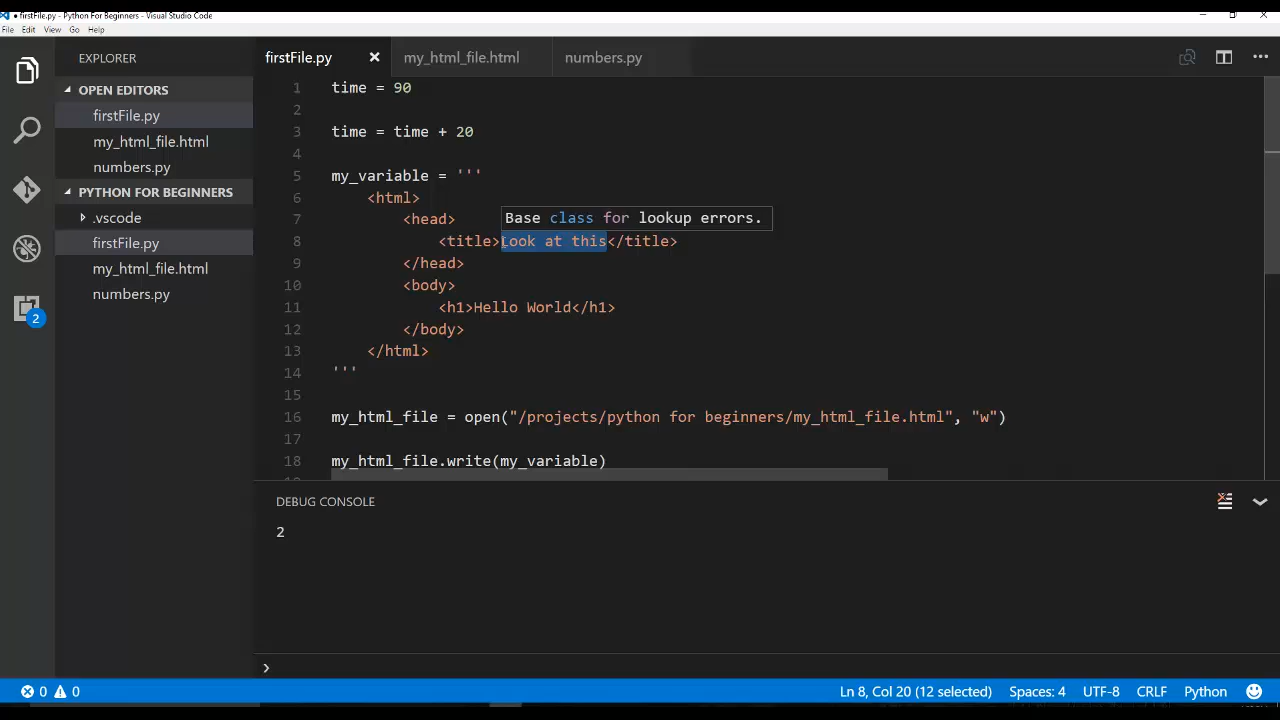 ● firstFile.py - Python For Beginners - Visual Studio Code
File Edit View Go Help
EXPLORER
OPEN EDITORS
firstFile.py
my_html_file.html
numbers.py
PYTHON FOR BEGINNERS
.vscode
firstFile.py
my_html_file.html
numbers.py
2
firstFile.py my_html_file.html numbers.py
1 time = 90
2
3 time = time + 20
4
5 my_variable = '''
6 <html>
7 <head>
Base class for lookup errors.
8 <title>Look at this</title>
9 </head>
10 <body>
11 <h1>Hello World</h1>
12 </body>
13 </html>
14 '''
15
16 my_html_file = open("/projects/python for beginners/my_html_file.html", "w")
17
18 my_html_file.write(my_variable)
DEBUG CONSOLE
2
0 0 Ln 8, Col 20 (12 selected) Spaces: 4 UTF-8 CRLF Python